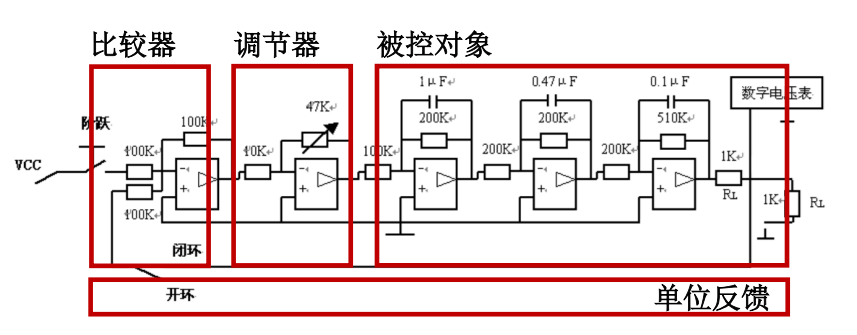 比较器 调节器 被控对象
1μF 0.47μF 0.1μF
数字电压表
47K
阶跃 100K 200K 200K 510K
VCC 100K 10K 100K 200K 200K 1K
RL 1K RL
100K
闭环
开环 单位反馈